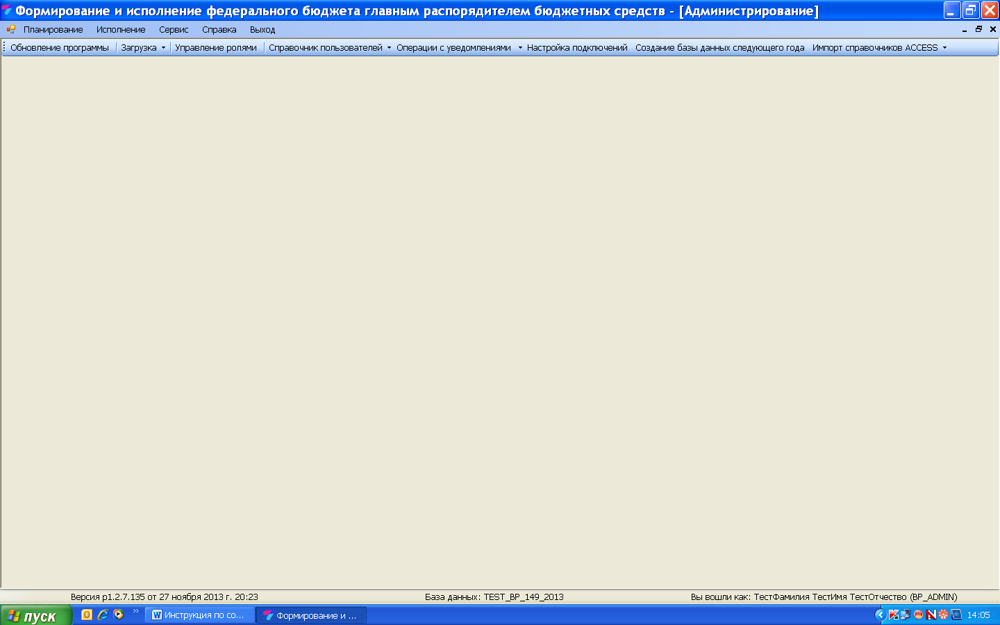 Формирование и исполнение федерального бюджета главным распорядителем бюджетных средств - [Администрирование]
Планирование Исполнение Сервис Справка Выход
Обновление программы Загрузка Управление ролями Справочник пользователей Операции с уведомлениями Настройка подключений Создание базы данных следующего года Импорт справочников ACCESS
Версия p1.2.7.135 от 27 ноября 2013 г. 20:23 База данных: TEST_BP_149_2013 Вы вошли как: ТестФамилия ТестИмя ТестОтчество (BP_ADMIN)
пуск Инструкция по со... Формирование и ... 14:05